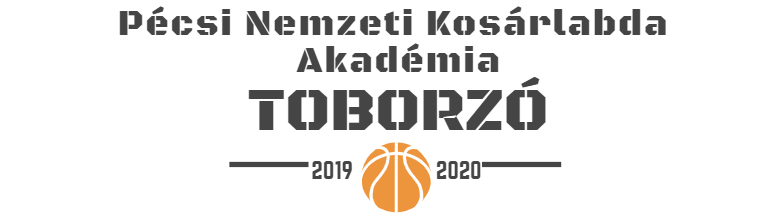 Pécsi Nemzeti Kosárlabda
Akadémia
TOBORZÓ
2019 2020